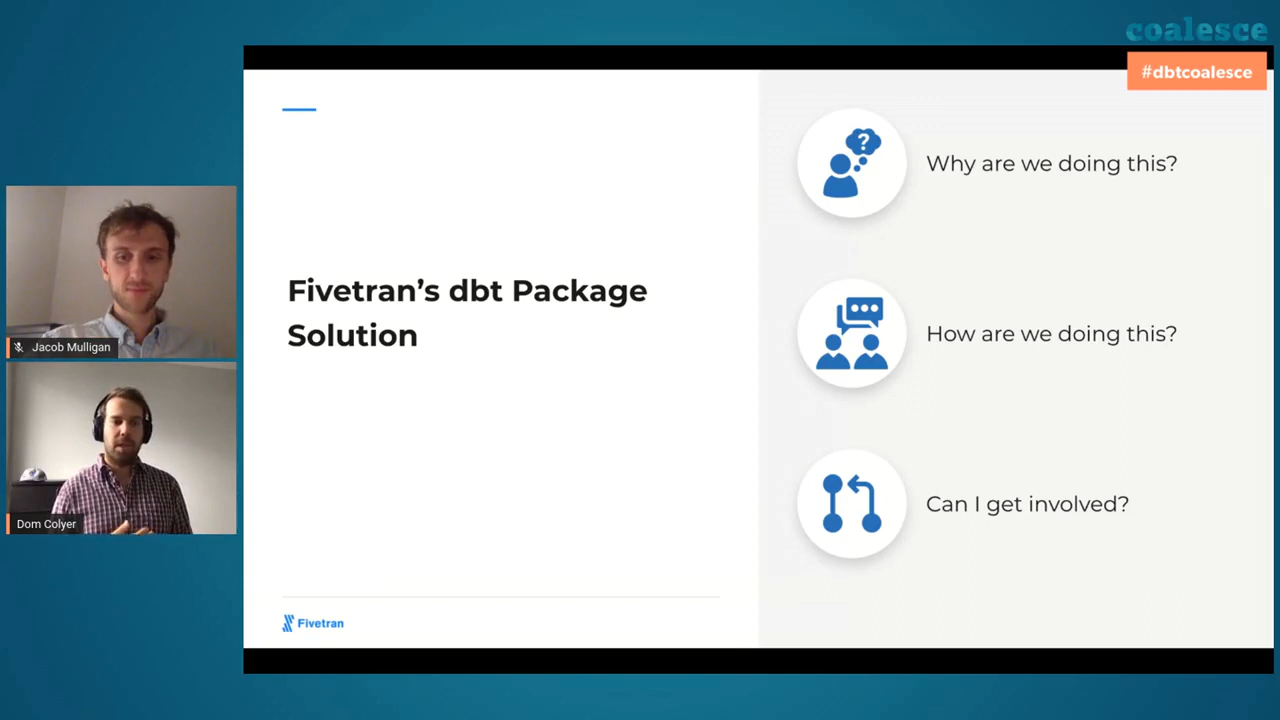 coalesce
#dbtcoalesce
Jacob Mulligan
Dom Colyer
Fivetran's dbt Package
Solution
Fivetran
?
Why are we doing this?
How are we doing this?
Can I get involved?